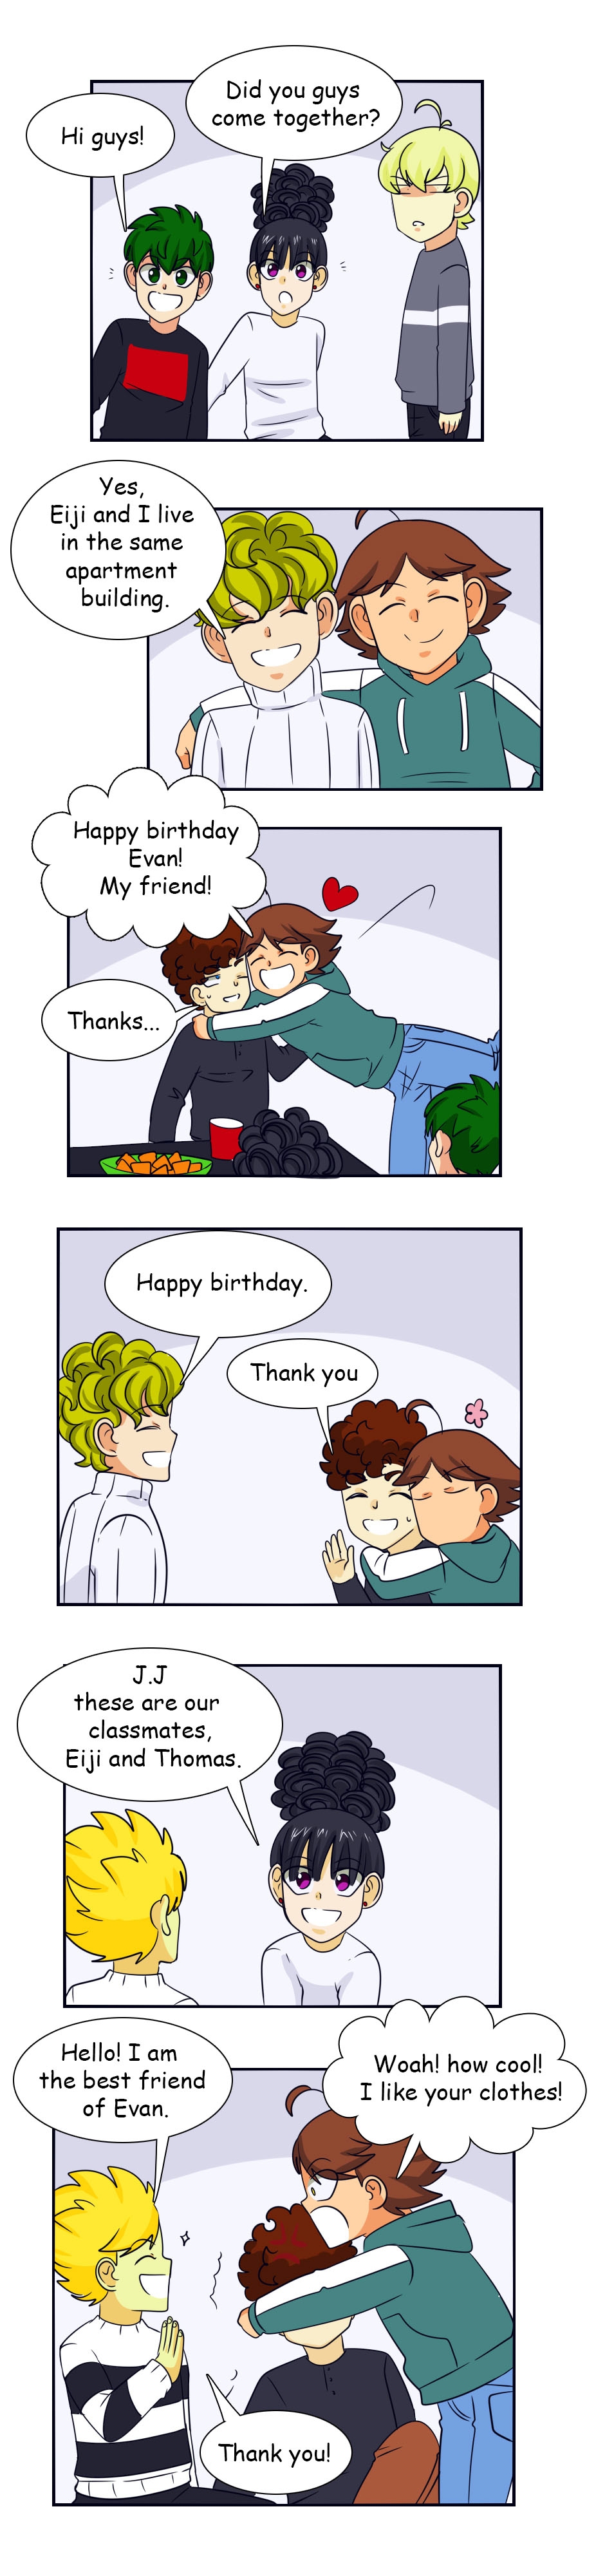 Hi guys!
Did you guys
come together?
Yes,
Eiji and I live
in the same
apartment
building.
Happy birthday
Evan!
My friend!
Thanks...
Happy birthday.
Thank you
J.J
these are our
classmates,
Eiji and Thomas.
Hello! I am
the best friend
of Evan.
Woah! how cool!
I like your clothes!
Thank you!